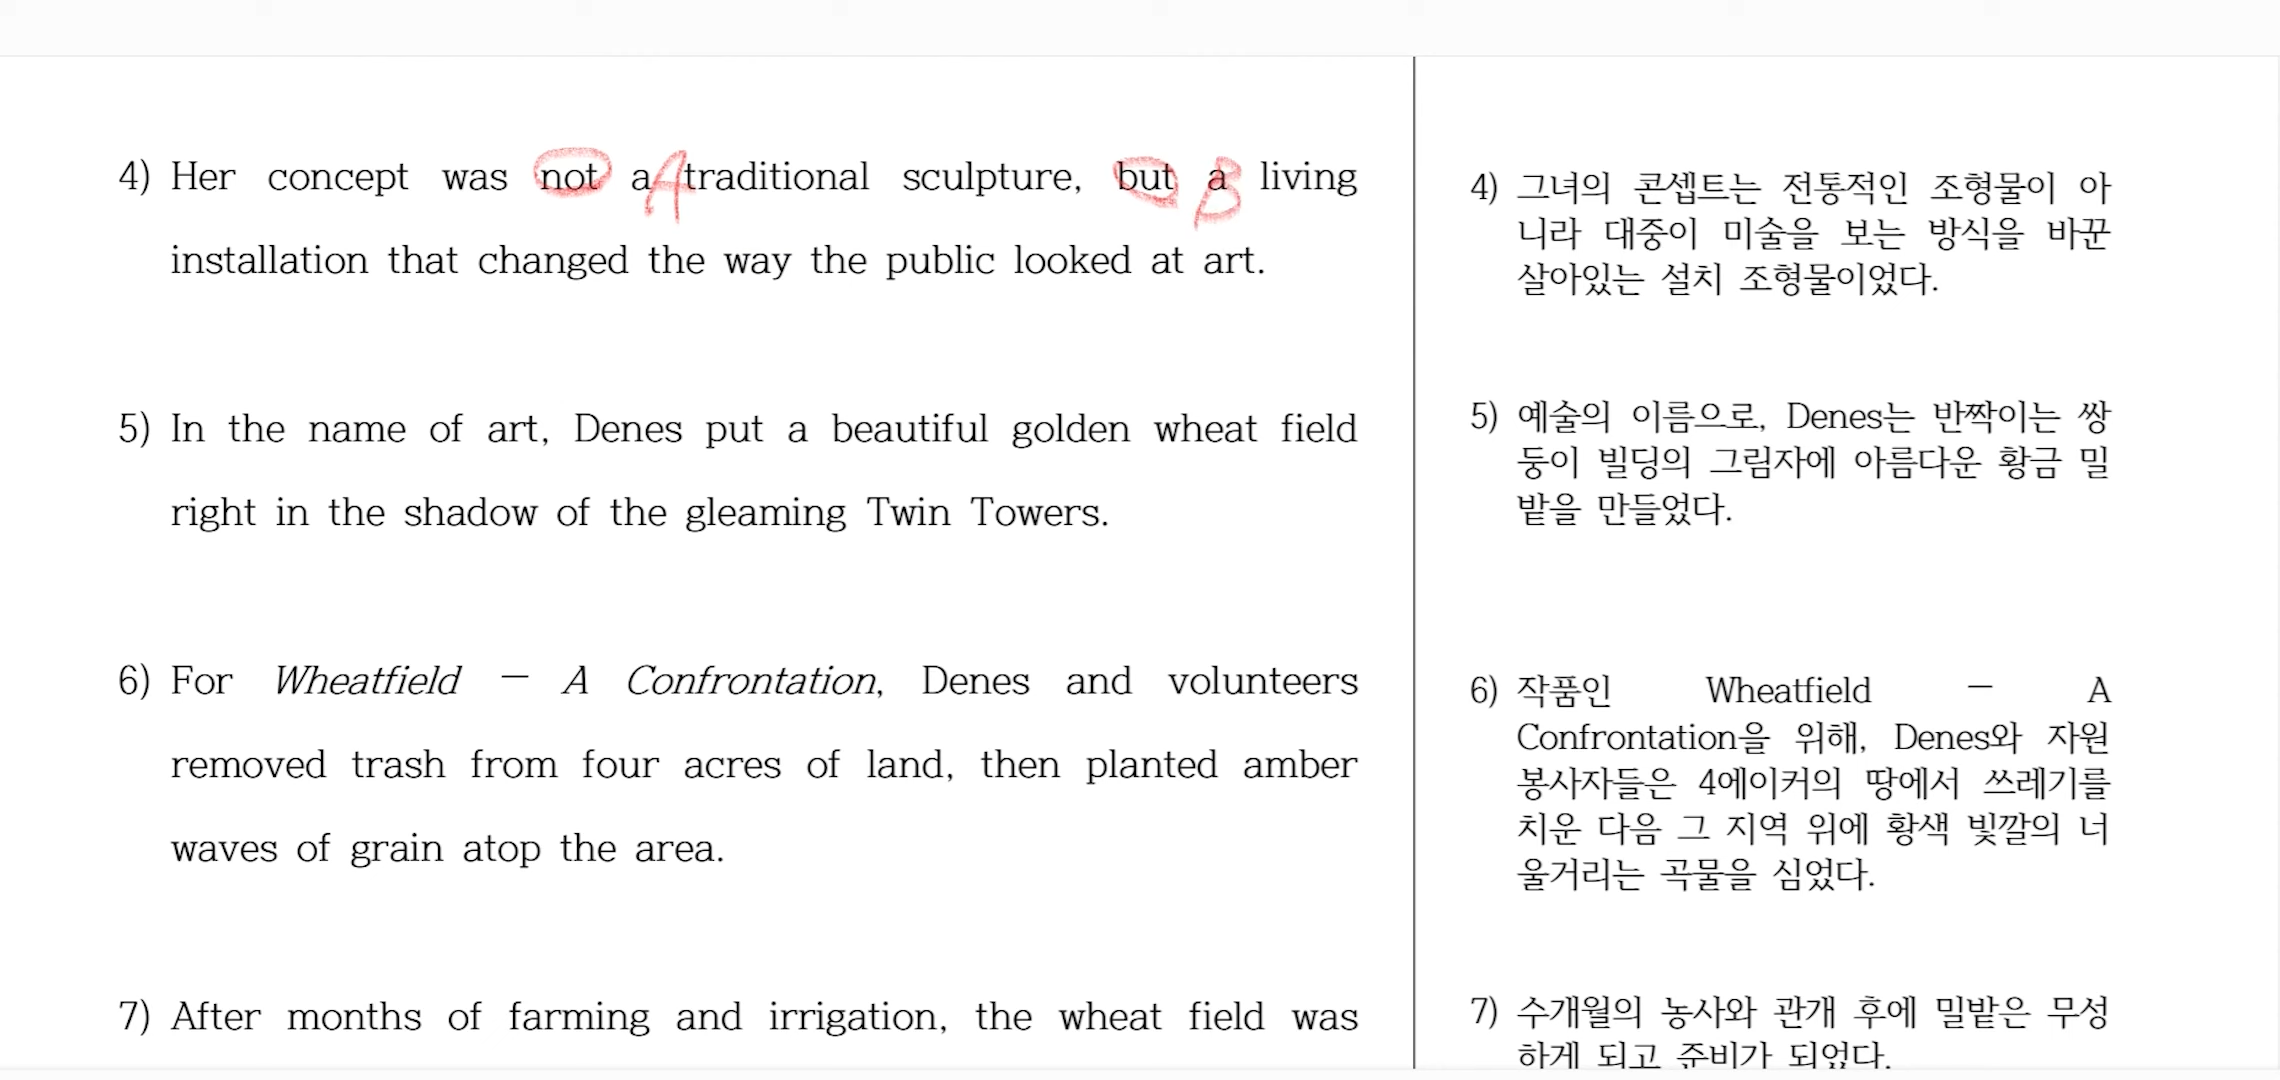 4) Her concept was not a A traditional sculpture, but a B living
installation that changed the way the public looked at art.
5) In the name of art, Denes put a beautiful golden wheat field
right in the shadow of the gleaming Twin Towers.
6) For Wheatfield — A Confrontation, Denes and volunteers
removed trash from four acres of land, then planted amber
waves of grain atop the area.
7) After months of farming and irrigation, the wheat field was
4) 그녀의 콘셉트는 전통적인 조형물이 아
니라 대중이 미술을 보는 방식을 바꾼
살아있는 설치 조형물이었다.
5) 예술의 이름으로, Denes는 반짝이는 쌍
둥이 빌딩의 그림자에 아름다운 황금 밀
밭을 만들었다.
6) 작품인 Wheatfield — A
Confrontation을 위해, Denes와 자원
봉사자들은 4에이커의 땅에서 쓰레기를
치운 다음 그 지역 위에 황색 빛깔의 너
울거리는 곡물을 심었다.
7) 수개월의 농사와 관개 후에 밀밭은 무성
하게 되고 준비가 되었다.